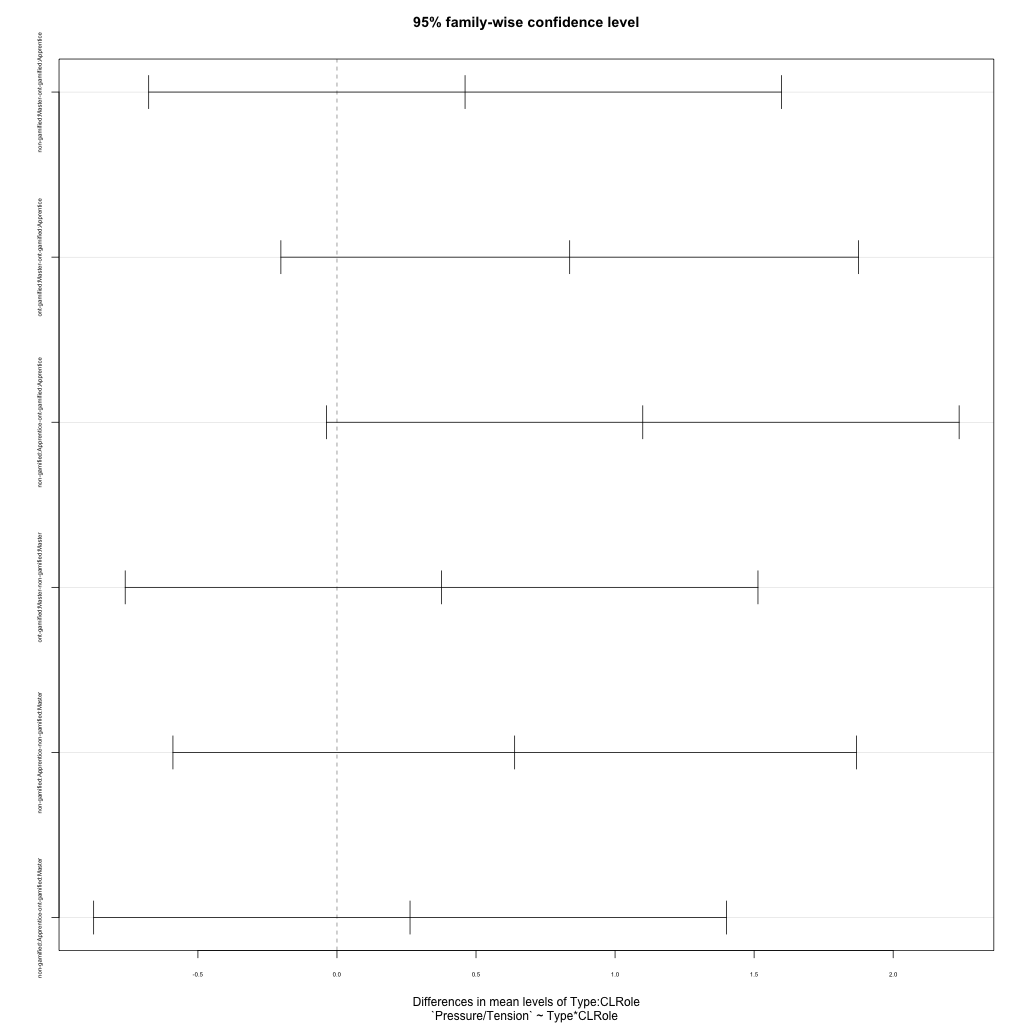 95% family-wise confidence level
non-gamified:Master-ont-gamified:Apprentice
ont-gamified:Master-ont-gamified:Apprentice
non-gamified:Apprentice-ont-gamified:Apprentice
ont-gamified:Master-non-gamified:Master
non-gamified:Apprentice-non-gamified:Master
non-gamified:Apprentice-ont-gamified:Master
-0.5 0.0 0.5 1.0 1.5 2.0
Differences in mean levels of Type:CLRole
`Pressure/Tension` ~ Type*CLRole